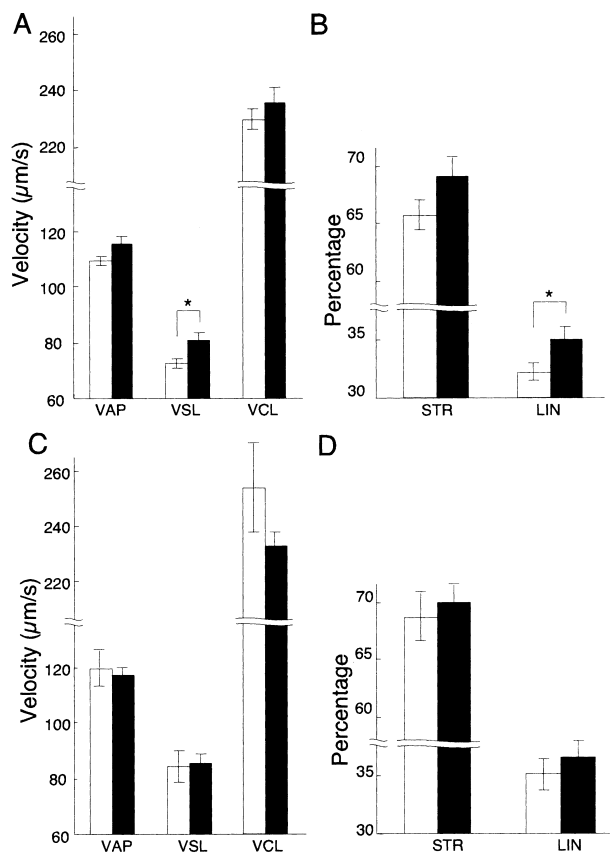 A
Velocity (µm/s)
260
240
220
120
100
80
60
*
VAP VSL VCL
B
Percentage
70
65
60
35
30
*
STR LIN
C
Velocity (µm/s)
260
240
220
120
100
80
60
VAP VSL VCL
D
Percentage
70
65
60
35
30
STR LIN